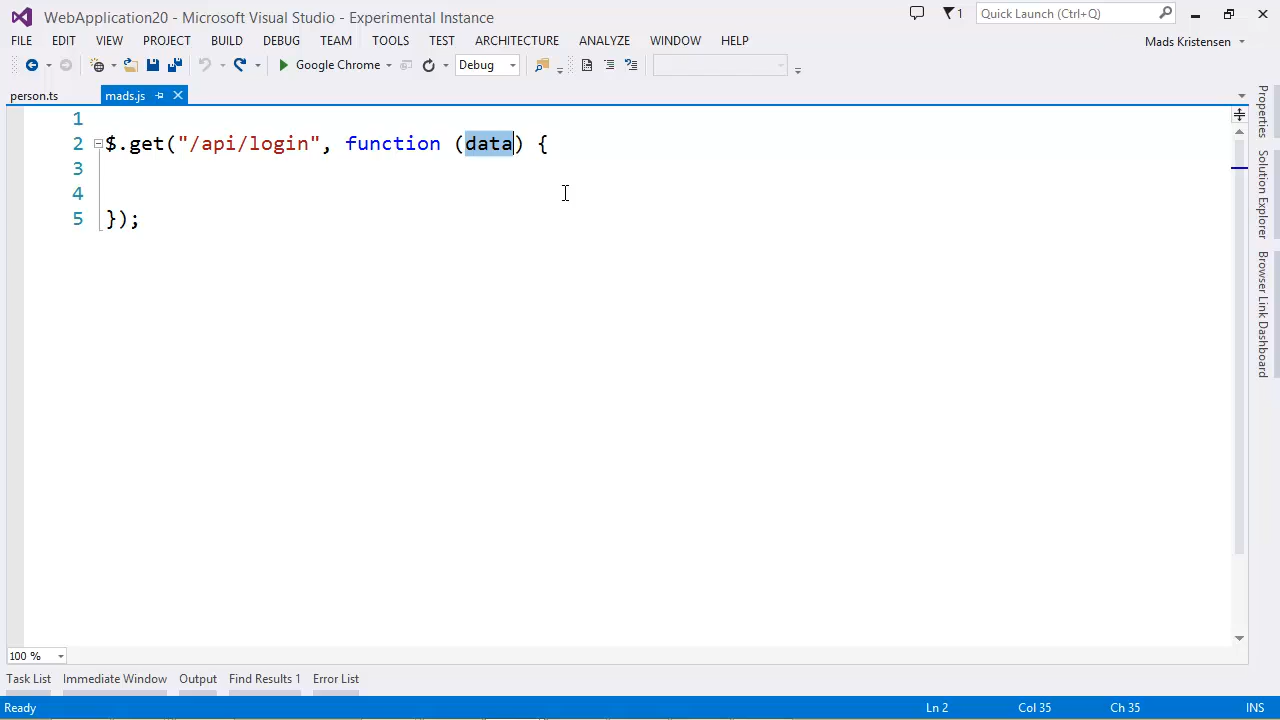 WebApplication20 - Microsoft Visual Studio - Experimental Instance
1
Quick Launch (Ctrl+Q)
FILE EDIT VIEW PROJECT BUILD DEBUG TEAM TOOLS TEST ARCHITECTURE ANALYZE WINDOW HELP
Mads Kristensen
Google Chrome
Debug
person.ts
mads.js
1
2 $.get("/api/login", function (data) {
3
4
5 });
Properties
Solution Explorer
Browser Link Dashboard
100 %
Task List Immediate Window Output Find Results 1 Error List
Ready Ln 2 Col 35 Ch 35 INS